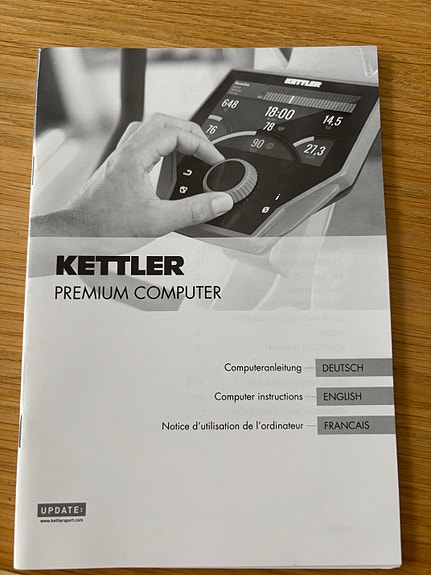 KETTLER
648
18:00
14,5
76
78
90
27,3
i
KETTLER
PREMIUM COMPUTER
Computeranleitung DEUTSCH
Computer instructions ENGLISH
Notice d'utilisation de l'ordinateur FRANCAIS
UPDATE:
www.kettlersport.com